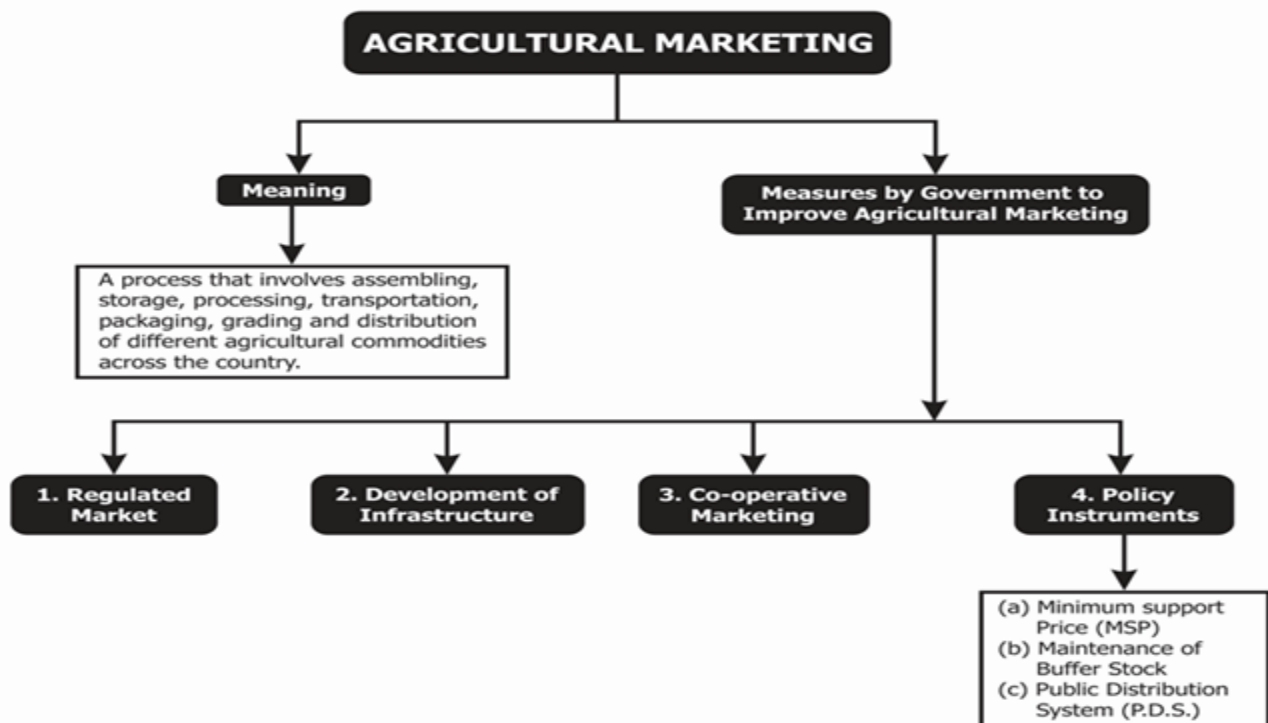 AGRICULTURAL MARKETING
Meaning
Measures by Government to
Improve Agricultural Marketing
A process that involves assembling,
storage, processing, transportation,
packaging, grading and distribution
of different agricultural commodities
across the country.
1. Regulated
Market
2. Development of
Infrastructure
3. Co-operative
Marketing
4. Policy
Instruments
(a) Minimum support
Price (MSP)
(b) Maintenance of
Buffer Stock
(c) Public Distribution
System (P.D.S.)